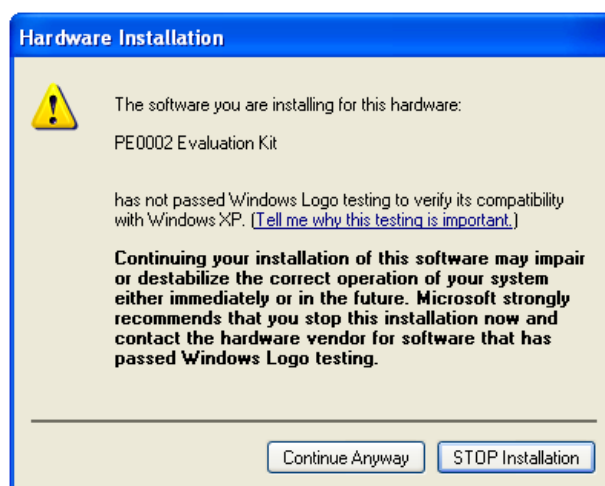 Hardware Installation
The software you are installing for this hardware:
PE0002 Evaluation Kit
has not passed Windows Logo testing to verify its compatibility
with Windows XP. (Tell me why this testing is important.)
Continuing your installation of this software may impair
or destabilize the correct operation of your system
either immediately or in the future. Microsoft strongly
recommends that you stop this installation now and
contact the hardware vendor for software that has
passed Windows Logo testing.
Continue Anyway STOP Installation